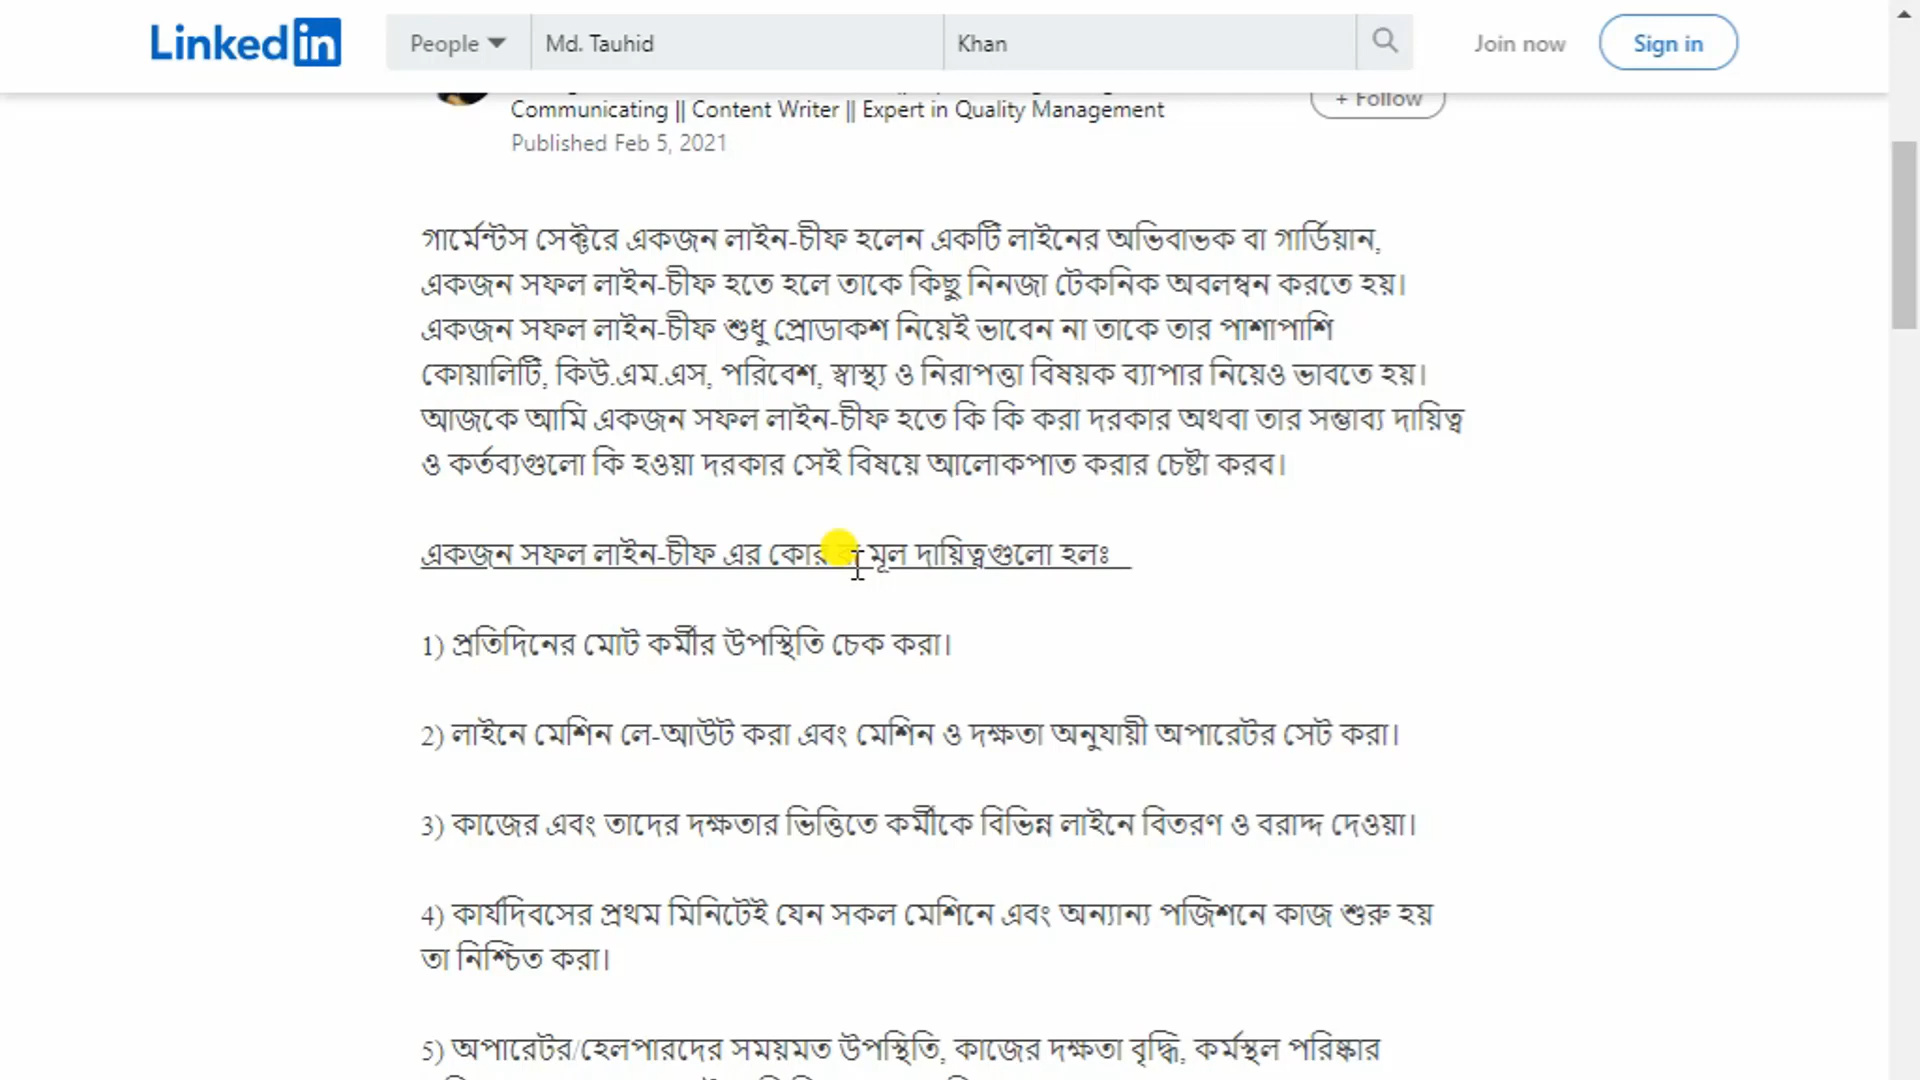 LinkedIn People Md. Tauhid Khan Join now Sign in
+ Follow
Communicating || Content Writer || Expert in Quality Management
Published Feb 5, 2021
গার্মেন্টস সেক্টরে একজন লাইন-চীফ হলেন একটি লাইনের অভিবাভক বা গার্ডিয়ান,
একজন সফল লাইন-চীফ হতে হলে তাকে কিছু নিনজা টেকনিক অবলম্বন করতে হয়।
একজন সফল লাইন-চীফ শুধু প্রোডাকশ নিয়েই ভাবেন না তাকে তার পাশাপাশি
কোয়ালিটি, কিউ.এম.এস, পরিবেশ, স্বাস্থ্য ও নিরাপত্তা বিষয়ক ব্যাপার নিয়েও ভাবতে হয়।
আজকে আমি একজন সফল লাইন-চীফ হতে কি কি করা দরকার অথবা তার সম্ভাব্য দায়িত্ব
ও কর্তব্যগুলো কি হওয়া দরকার সেই বিষয়ে আলোকপাত করার চেষ্টা করব।
একজন সফল লাইন-চীফ এর কোর বা মূল দায়িত্বগুলো হলঃ
1) প্রতিদিনের মোট কর্মীর উপস্থিতি চেক করা।
2) লাইনে মেশিন লে-আউট করা এবং মেশিন ও দক্ষতা অনুযায়ী অপারেটর সেট করা।
3) কাজের এবং তাদের দক্ষতার ভিত্তিতে কর্মীকে বিভিন্ন লাইনে বিতরণ ও বরাদ্দ দেওয়া।
4) কার্যদিবসের প্রথম মিনিটেই যেন সকল মেশিনে এবং অন্যান্য পজিশনে কাজ শুরু হয়
তা নিশ্চিত করা।
5) অপারেটর/হেলপারদের সময়মত উপস্থিতি, কাজের দক্ষতা বৃদ্ধি, কর্মস্থল পরিষ্কার